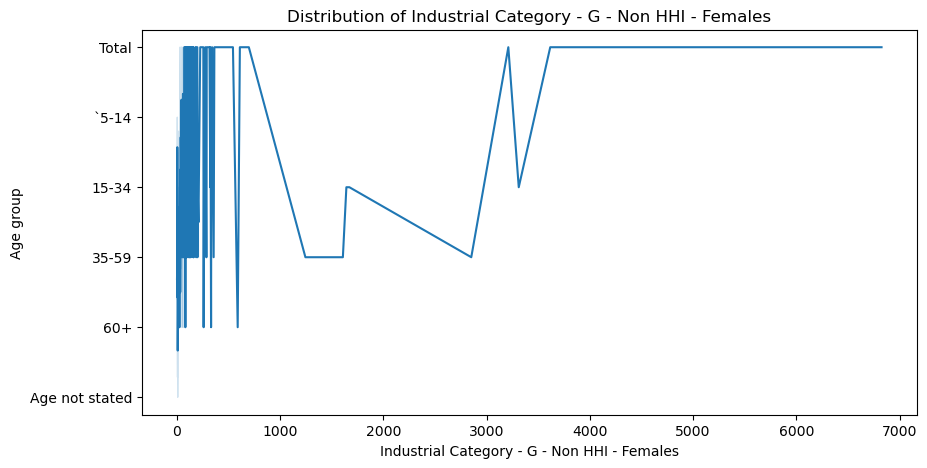 Distribution of Industrial Category - G - Non HHI - Females
Age group
Total
`5-14
15-34
35-59
60+
Age not stated
0 1000 2000 3000 4000 5000 6000 7000
Industrial Category - G - Non HHI - Females